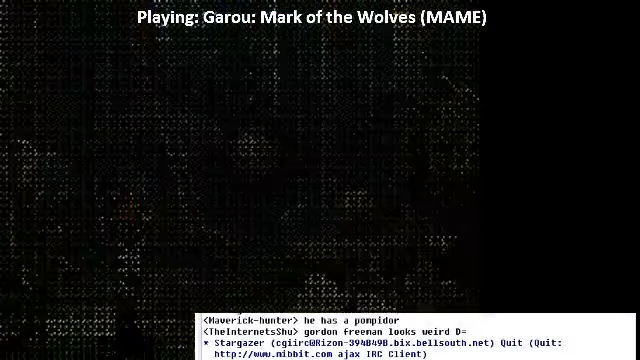 Playing: Garou: Mark of the Wolves (MAME)
<Maverick-hunter> he has a pompidor
<TheInternetsShu> gordon freeman looks weird D=
* Stargazer (cgiirc@Rizon-394B49B.bix.bellsouth.net) Quit (Quit:
http://www.mibbit.com ajax IRC Client)